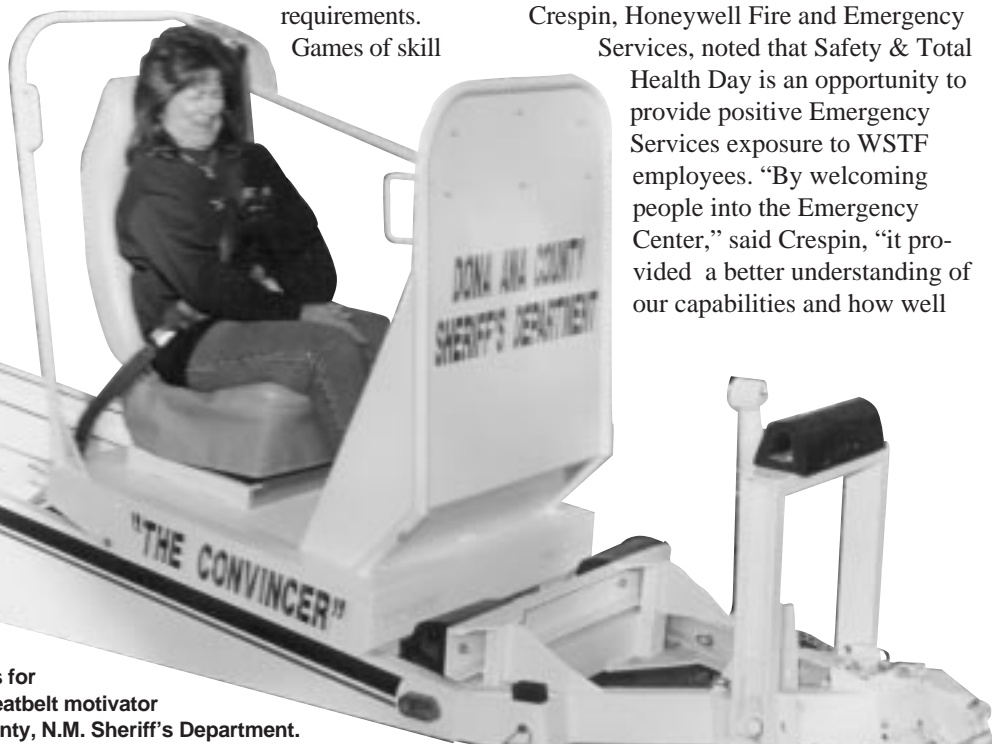 requirements.
Games of skill
Crespin, Honeywell Fire and Emergency
Services, noted that Safety & Total
Health Day is an opportunity to
provide positive Emergency
Services exposure to WSTF
employees. “By welcoming
people into the Emergency
Center,” said Crespin, “it pro-
vided a better understanding of
our capabilities and how well
DONA ANA COUNTY
SHERIFF'S DEPARTMENT
"THE CONVINCER"
for
motivator
N.M. Sheriff’s Department.